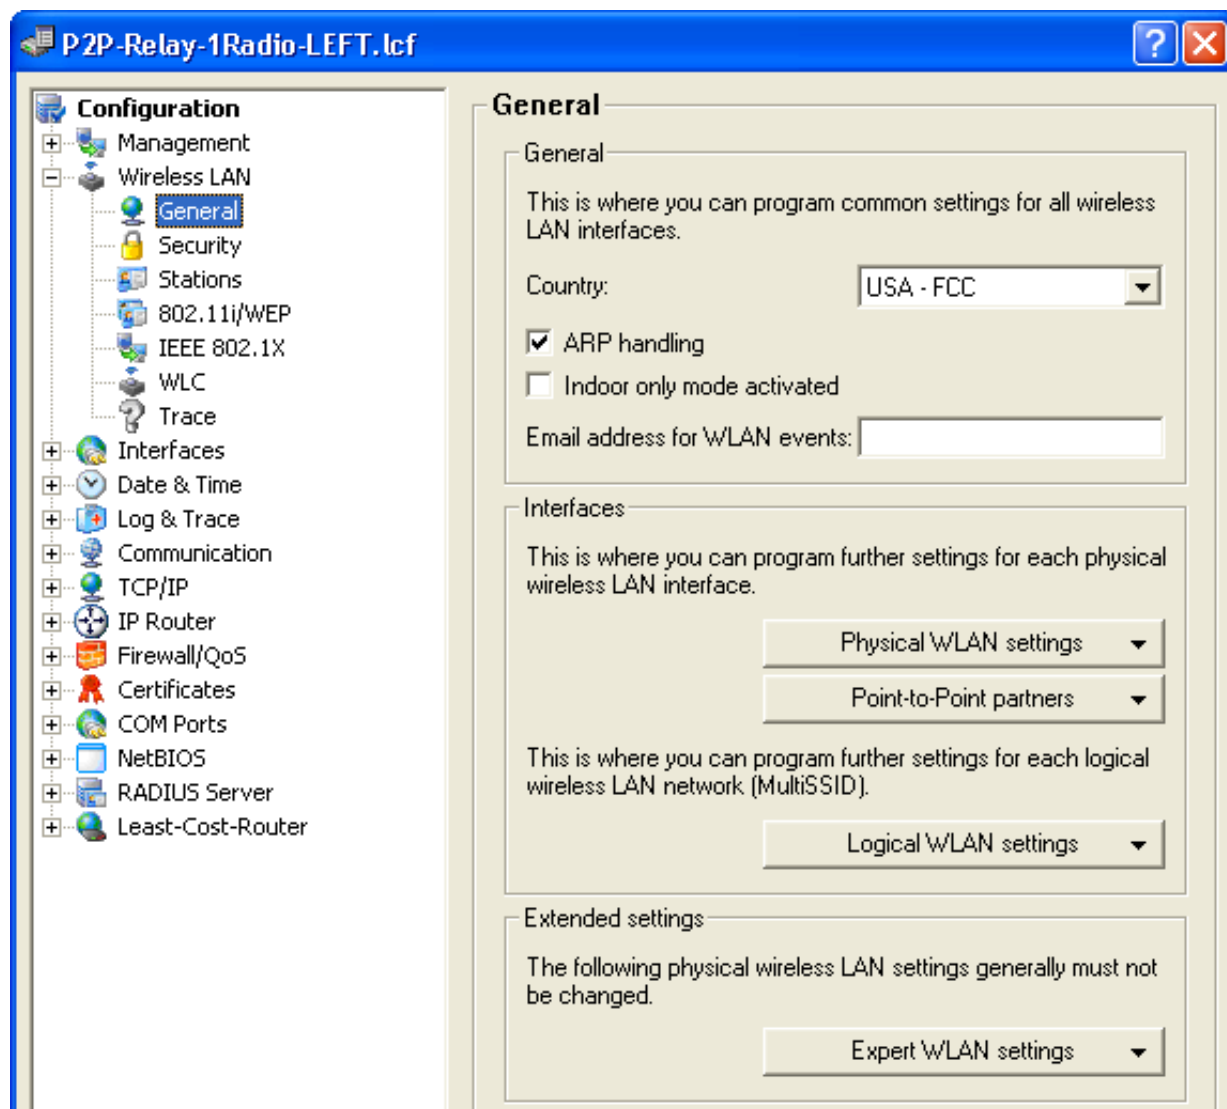 P2P-Relay-1Radio-LEFT.lcf
?
Configuration
Management
Wireless LAN
General
Security
Stations
802.11i/WEP
IEEE 802.1X
WLC
Trace
Interfaces
Date & Time
Log & Trace
Communication
TCP/IP
IP Router
Firewall/QoS
Certificates
COM Ports
NetBIOS
RADIUS Server
Least-Cost-Router
General
General
This is where you can program common settings for all wireless
LAN interfaces.
Country: USA - FCC
ARP handling
Indoor only mode activated
Email address for WLAN events:
Interfaces
This is where you can program further settings for each physical
wireless LAN interface.
Physical WLAN settings
Point-to-Point partners
This is where you can program further settings for each logical
wireless LAN network (MultiSSID).
Logical WLAN settings
Extended settings
The following physical wireless LAN settings generally must not
be changed.
Expert WLAN settings